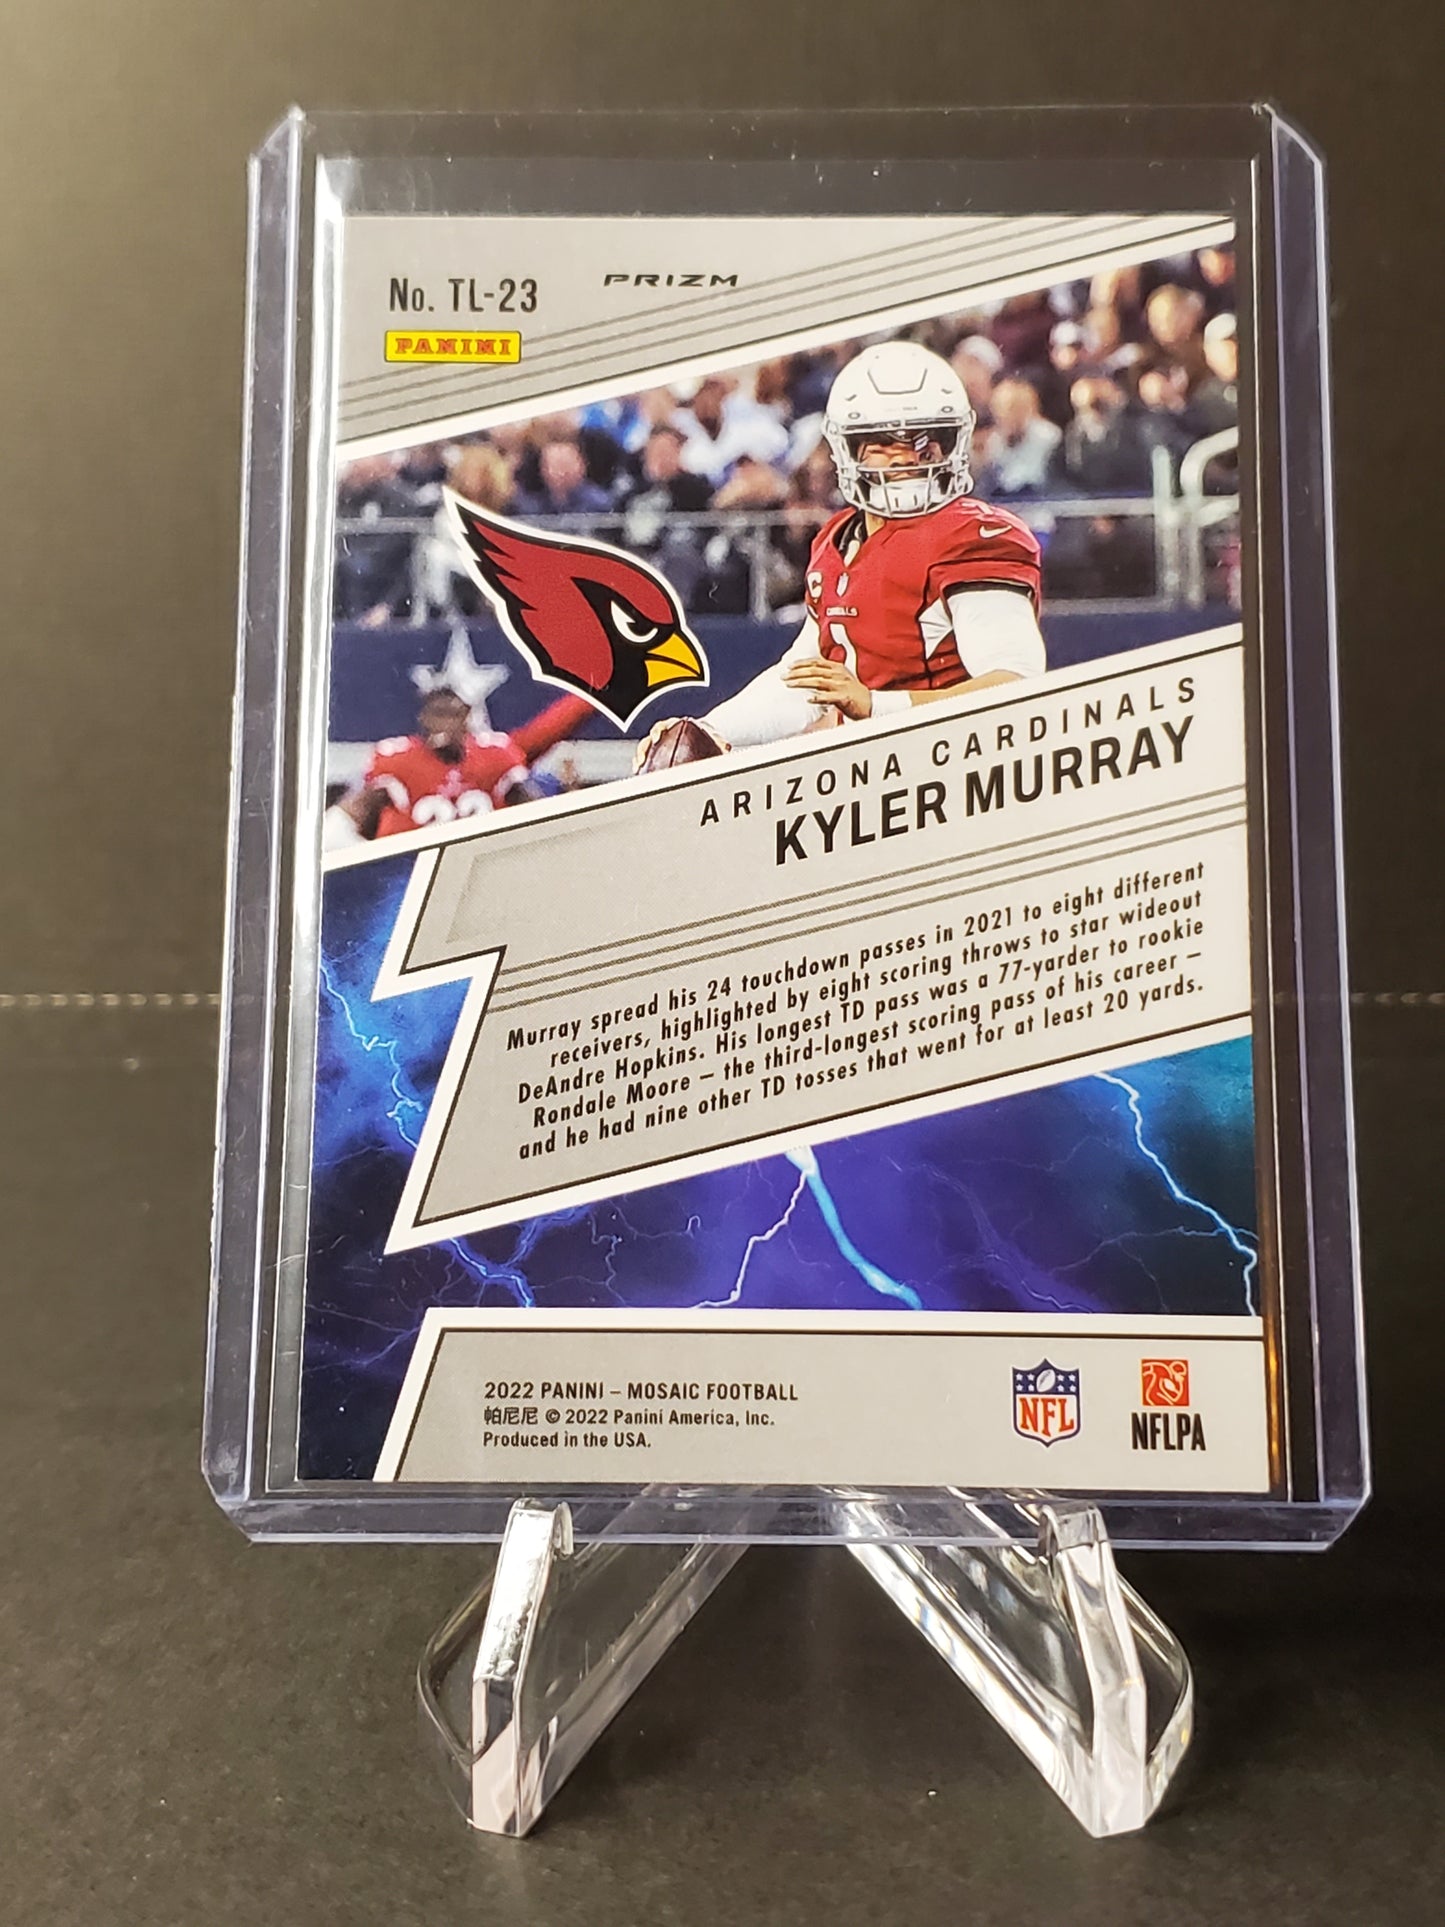 No. TL-23
PRIZM
PANINI
ARIZONA CARDINALS
KYLER MURRAY
Murray spread his 24 touchdown passes in 2021 to eight different
receivers, highlighted by eight scoring throws to star wideout
DeAndre Hopkins. His longest TD pass was a 77-yarder to rookie
Rondale Moore – the third-longest scoring pass of his career –
and he had nine other TD tosses that went for at least 20 yards.
2022 PANINI – MOSAIC FOOTBALL
帕尼尼 © 2022 Panini America, Inc.
Produced in the USA.
NFL
NFLPA